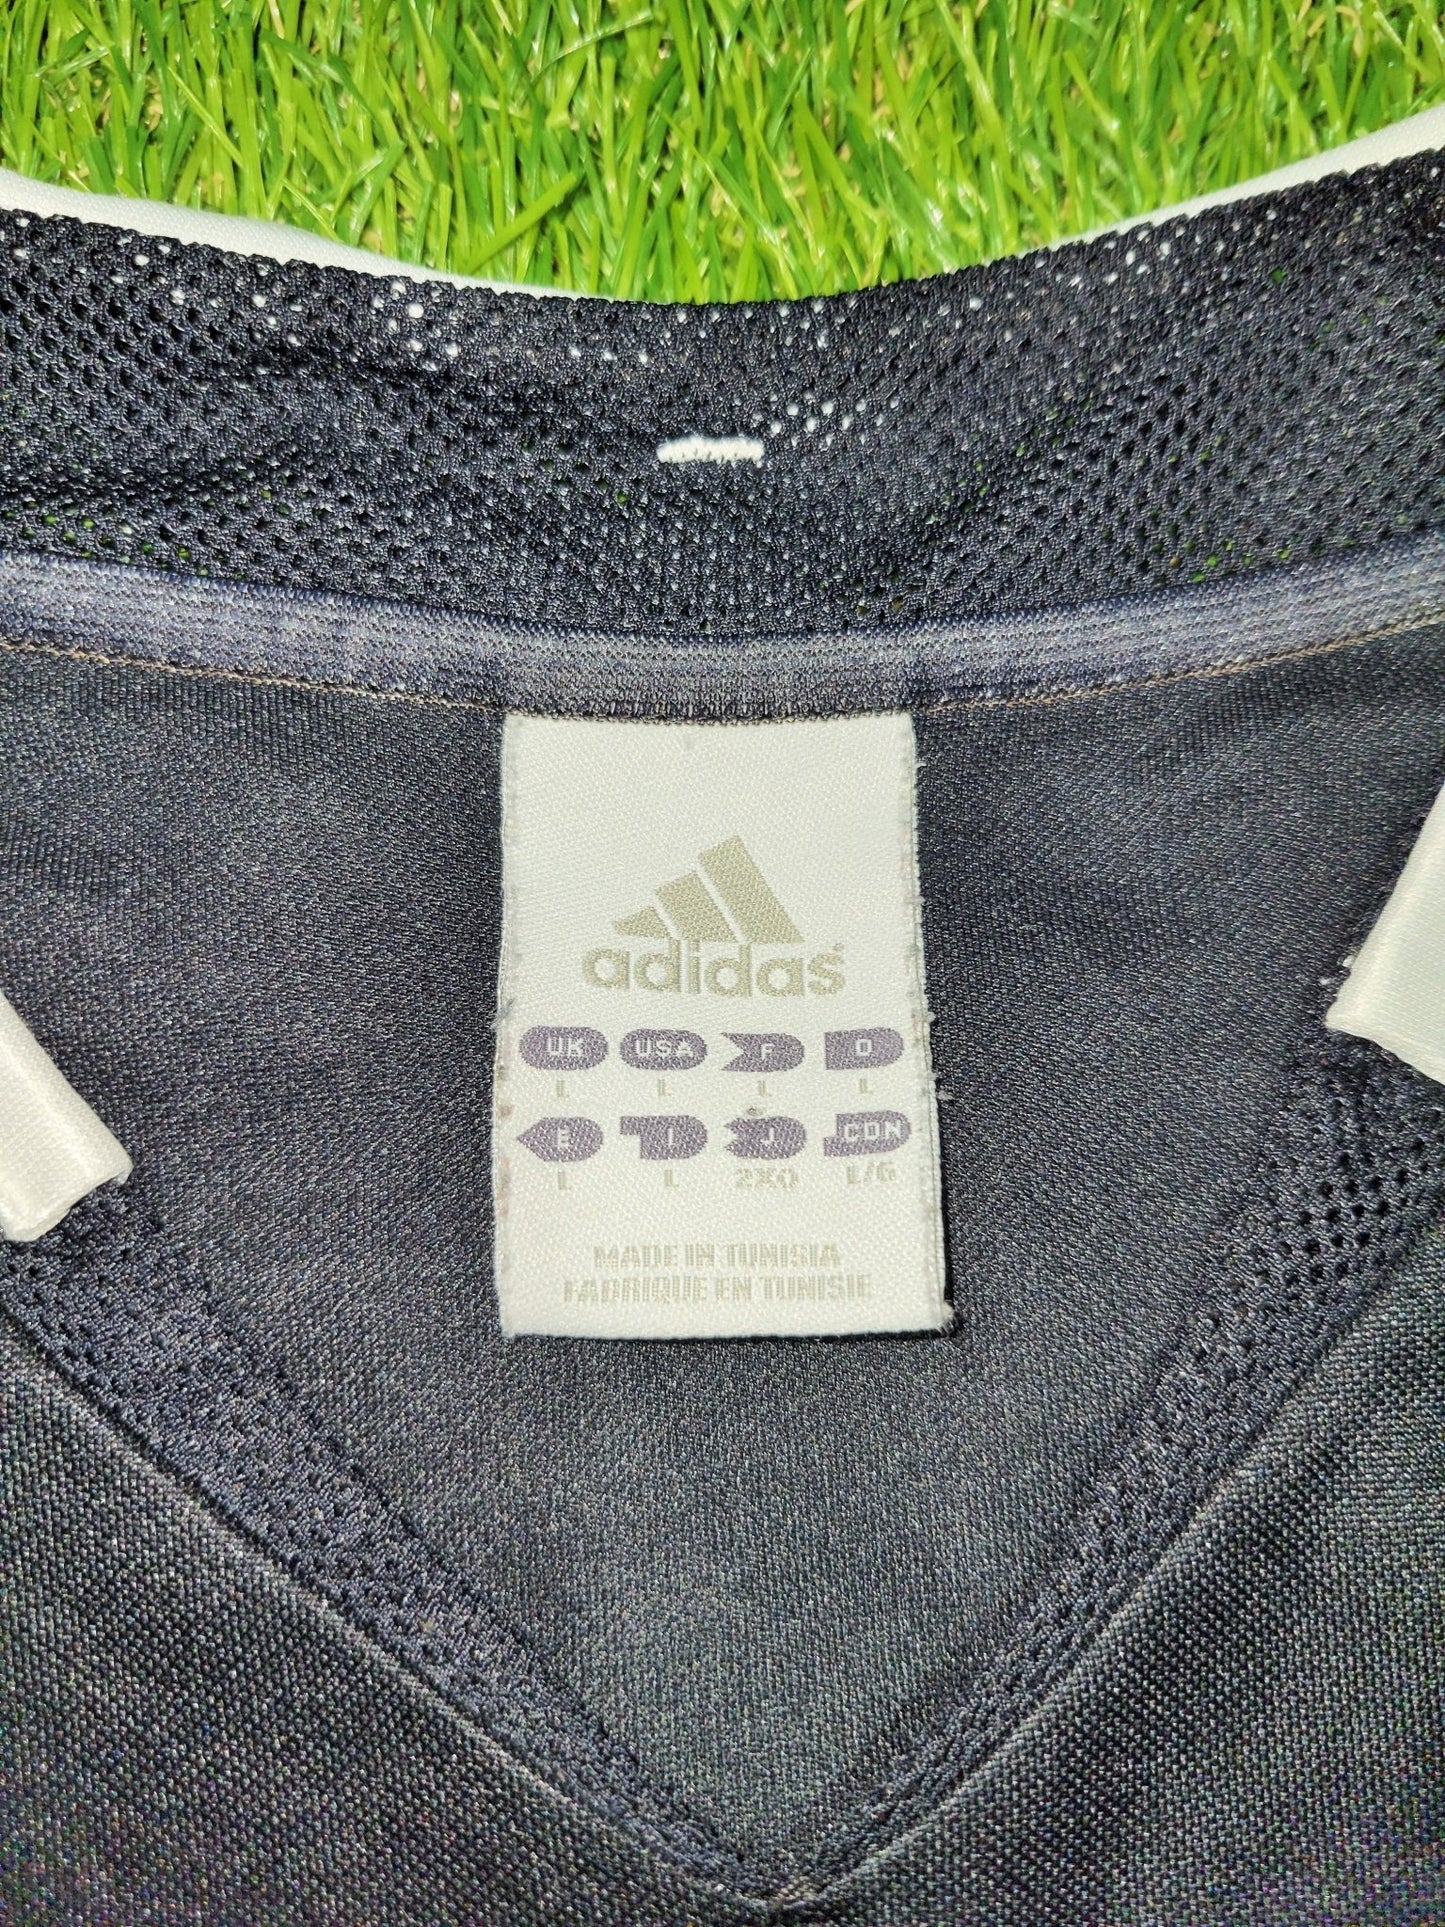 adidas®
UK USA F D
L L L L
E I J CDN
L L 2XO L/G
MADE IN TUNISIA
FABRIQUE EN TUNISIE